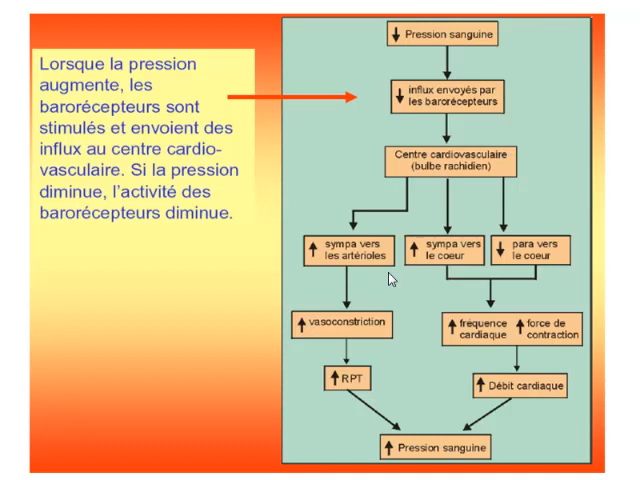 Lorsque la pression
augmente, les
barorécepteurs sont
stimulés et envoient des
influx au centre cardio-
vasculaire. Si la pression
diminue, l'activité des
barorécepteurs diminue.
↓ Pression sanguine
↓ influx envoyés par
les barorécepteurs
Centre cardiovasculaire
(bulbe rachidien)
↑ sympa vers
les artérioles
↑ sympa vers
le coeur
↓ para vers
le coeur
↑ vasoconstriction
↑ fréquence
cardiaque
↑ force de
contraction
↑ RPT
↑ Débit cardiaque
↑ Pression sanguine